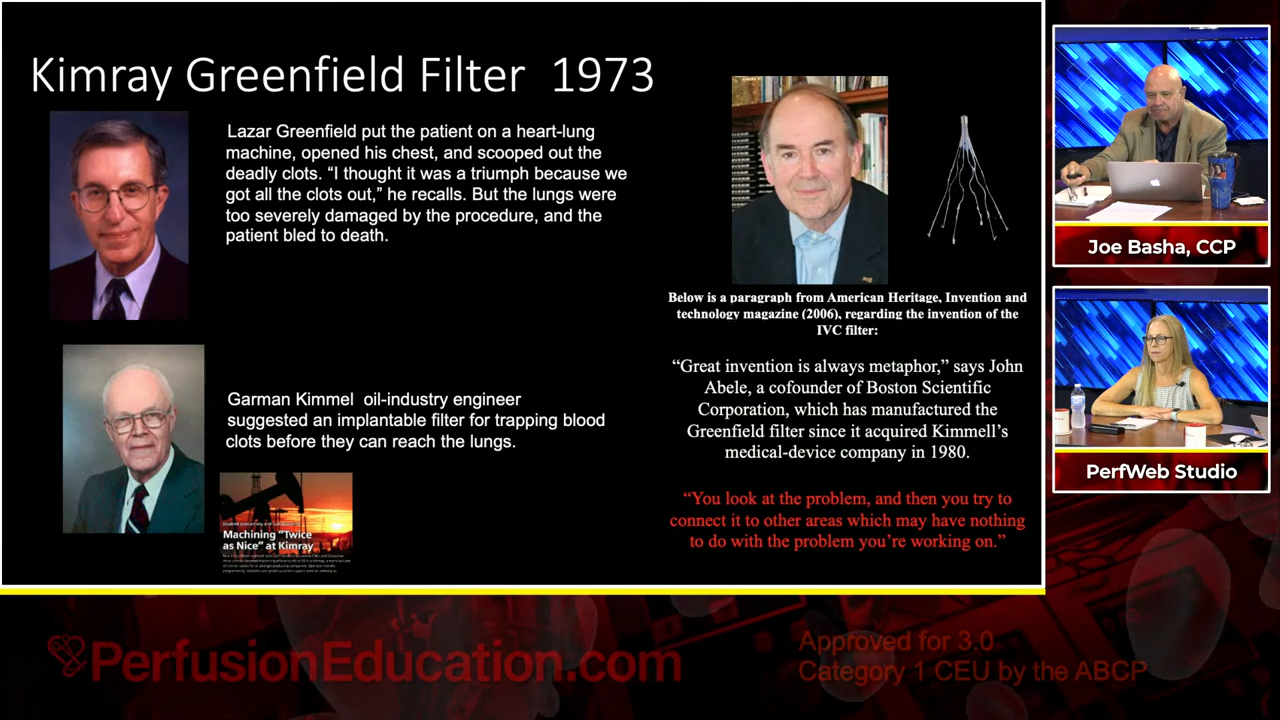 Kimray Greenfield Filter 1973
Lazar Greenfield put the patient on a heart-lung
machine, opened his chest, and scooped out the
deadly clots. “I thought it was a triumph because we
got all the clots out,” he recalls. But the lungs were
too severely damaged by the procedure, and the
patient bled to death.
Garman Kimmel oil-industry engineer
suggested an implantable filter for trapping blood
clots before they can reach the lungs.
Machining "Twice
as Nice" at Kimray
Below is a paragraph from American Heritage, Invention and
technology magazine (2006), regarding the invention of the
IVC filter:
“Great invention is always metaphor,” says John
Abele, a cofounder of Boston Scientific
Corporation, which has manufactured the
Greenfield filter since it acquired Kimmell’s
medical-device company in 1980.
“You look at the problem, and then you try to
connect it to other areas which may have nothing
to do with the problem you’re working on.”
Joe Basha, CCP
PerfWeb Studio
PerfusionEducation.com
Approved for 3.0
Category 1 CEU by the ABCP